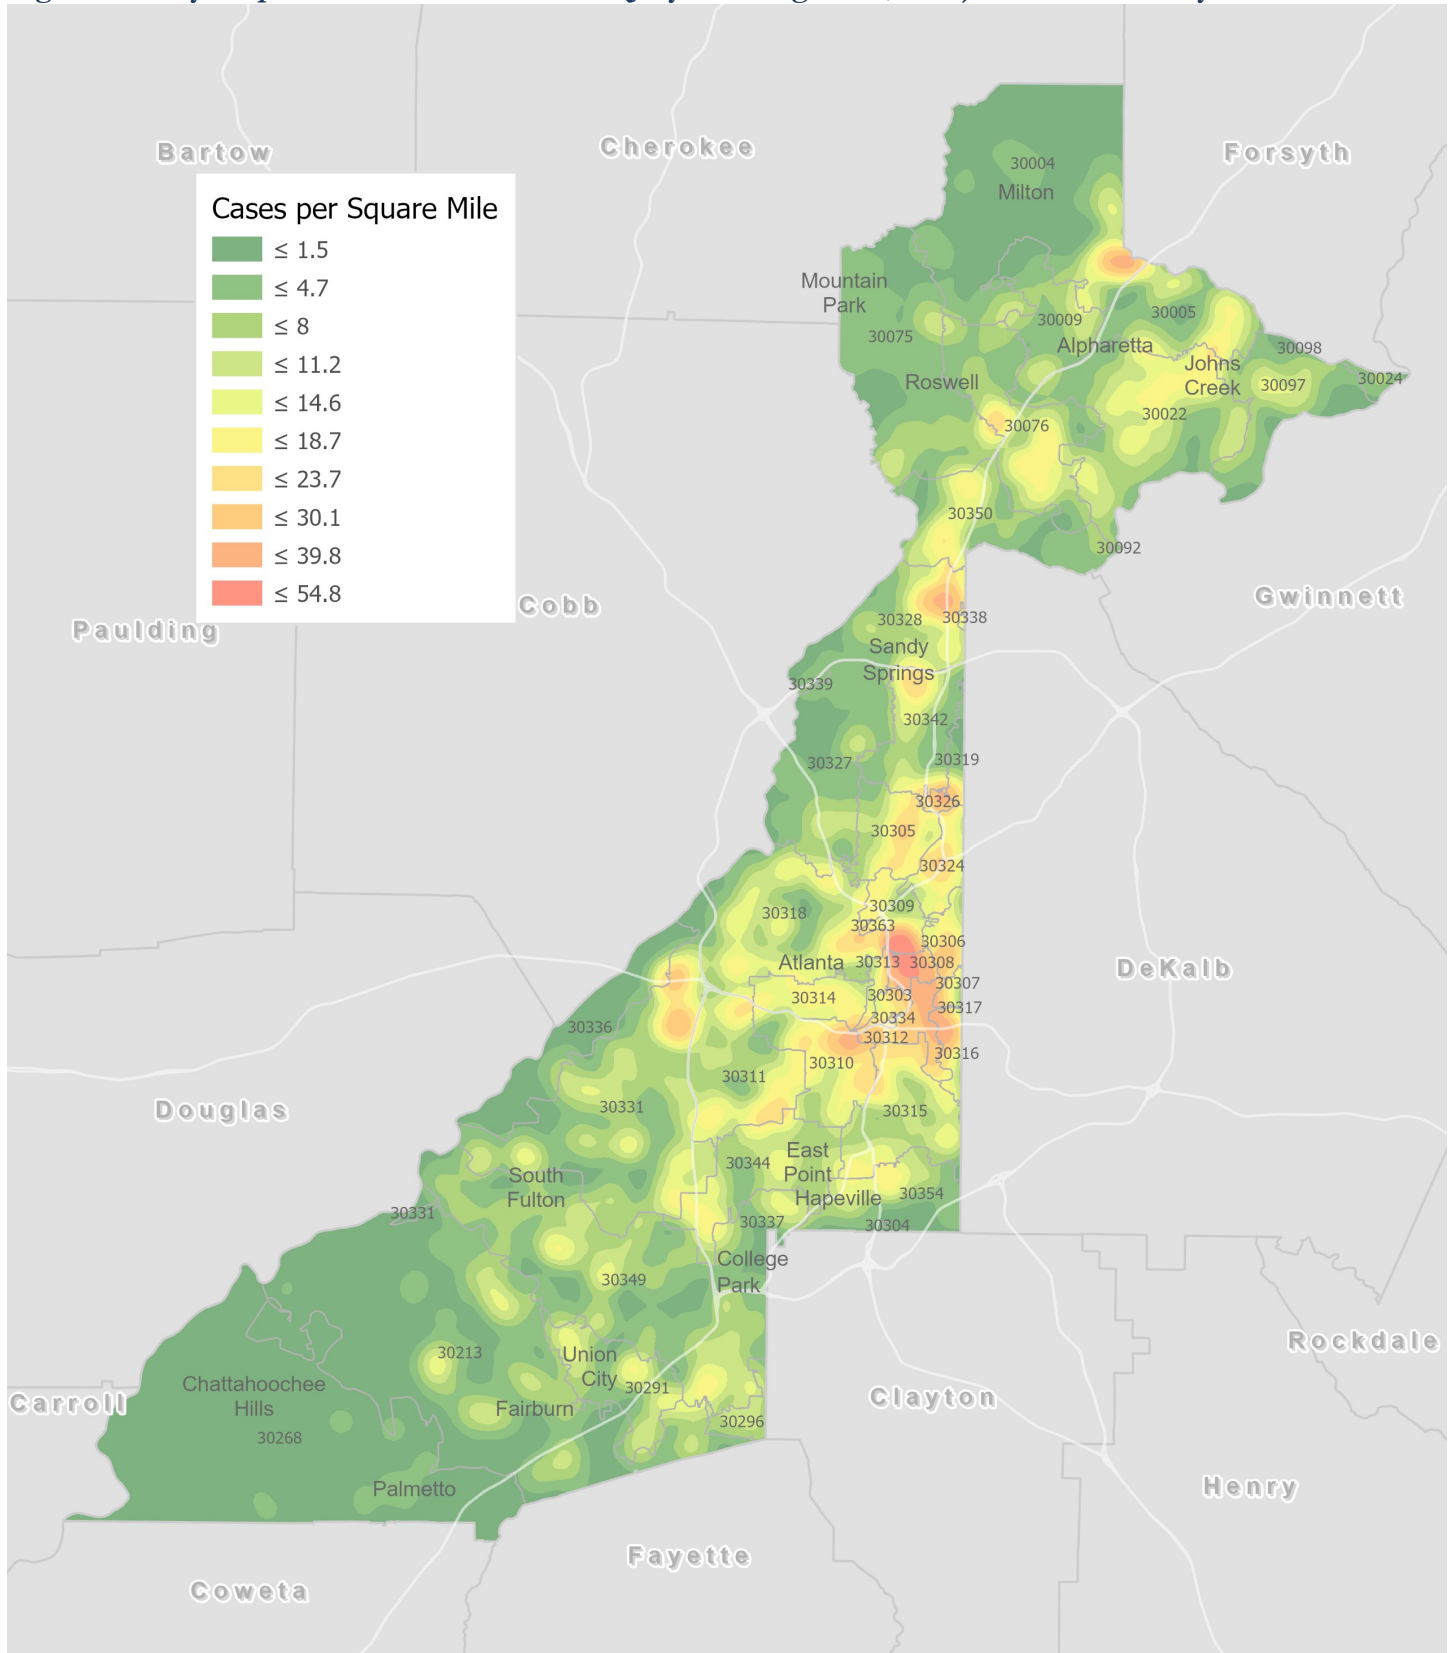 Bartow
Cherokee
Forsyth
30004
Milton
Cases per Square Mile
≤ 1.5
≤ 4.7
≤ 8
≤ 11.2
≤ 14.6
≤ 18.7
≤ 23.7
≤ 30.1
≤ 39.8
≤ 54.8
Mountain
Park
30005
30009
30075
Alpharetta
30098
Johns
Creek
30024
30097
Roswell
30022
30076
30350
30092
Gwinnett
Cobb
Paulding
30328
30338
Sandy
Springs
30339
30342
30327
30319
30326
30305
30324
30309
30318
30363
30306
Atlanta
30313
30308
DeKalb
30307
30314
30303
30317
30334
30336
30312
30316
30310
30311
30331
Douglas
30315
East
Point
30344
South
Fulton
Hapeville
30354
30331
30337
30304
College
Park
30349
Rockdale
30213
Union
City
30291
Chattahoochee
Hills
Carroll
Fairburn
Clayton
30296
30268
Palmetto
Henry
Fayette
Coweta